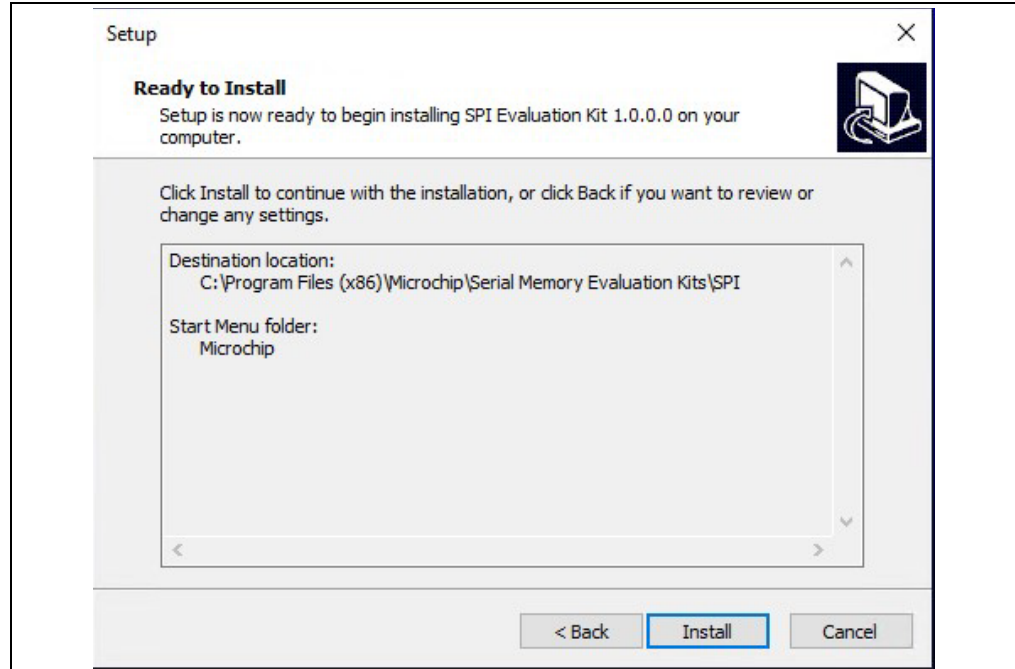 Setup
Ready to Install
Setup is now ready to begin installing SPI Evaluation Kit 1.0.0.0 on your
computer.
Click Install to continue with the installation, or click Back if you want to review or
change any settings.
Destination location:
C:\Program Files (x86)\Microchip\Serial Memory Evaluation Kits\SPI
Start Menu folder:
Microchip
< Back Install Cancel